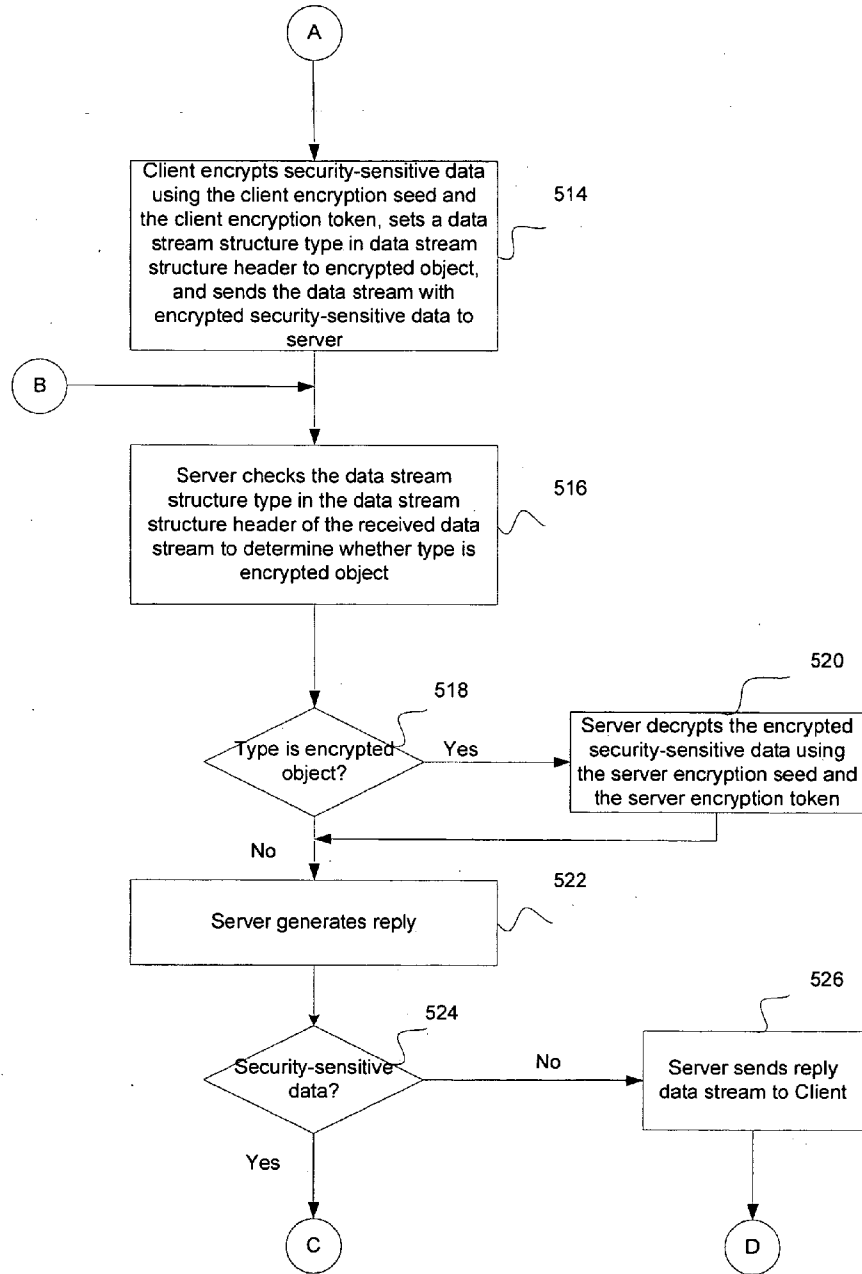 A
Client encrypts security-sensitive data
using the client encryption seed and
the client encryption token, sets a data
stream structure type in data stream
structure header to encrypted object,
and sends the data stream with
encrypted security-sensitive data to
server
514
B
Server checks the data stream
structure type in the data stream
structure header of the received data
stream to determine whether type is
encrypted object
516
518
Type is encrypted
object?
Yes
No
520
Server decrypts the encrypted
security-sensitive data using
the server encryption seed and
the server encryption token
522
Server generates reply
524
Security-sensitive
data?
No
Yes
526
Server sends reply
data stream to Client
C
D